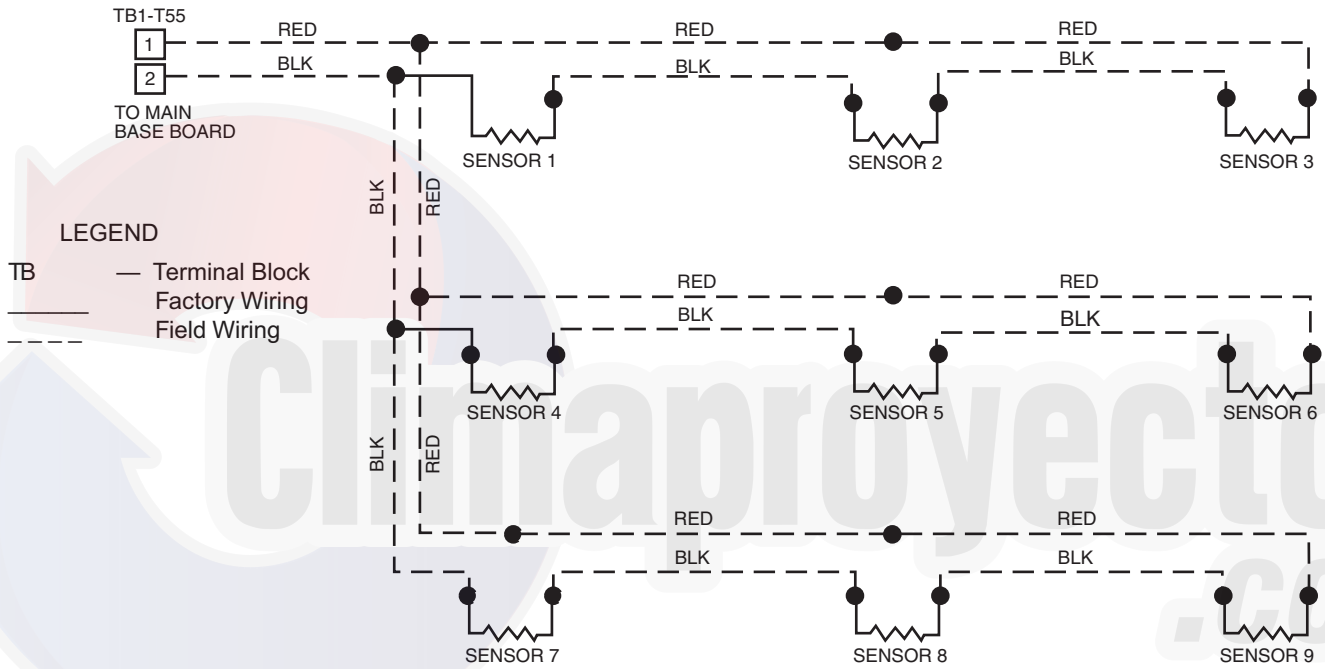 TB1-T55
1
RED
RED
RED
2
BLK
BLK
BLK
TO MAIN
BASE BOARD
SENSOR 1
SENSOR 2
SENSOR 3
BLK
RED
LEGEND
TB — Terminal Block
Factory Wiring
Field Wiring
RED
RED
BLK
BLK
SENSOR 4
SENSOR 5
SENSOR 6
BLK
RED
Climaproyecto
RED
RED
BLK
BLK
.co
SENSOR 7
SENSOR 8
SENSOR 9